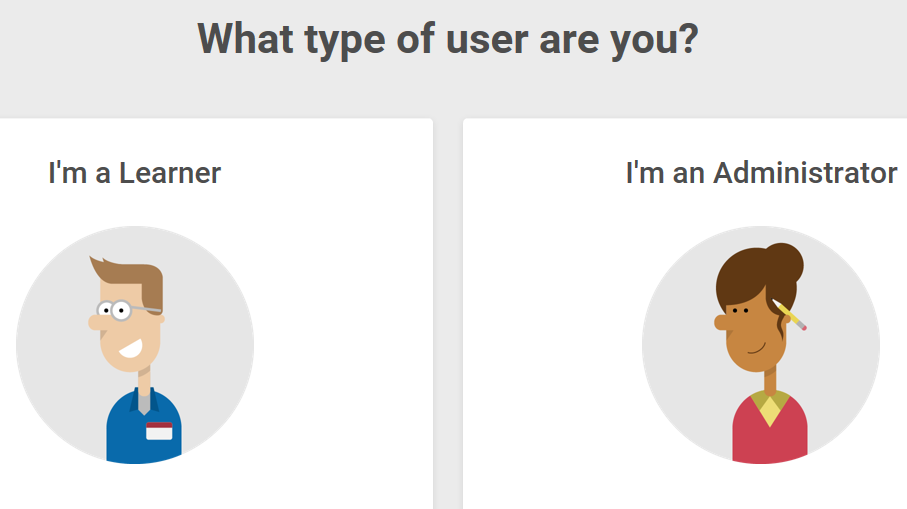 What type of user are you?
I'm a Learner
I'm an Administrator